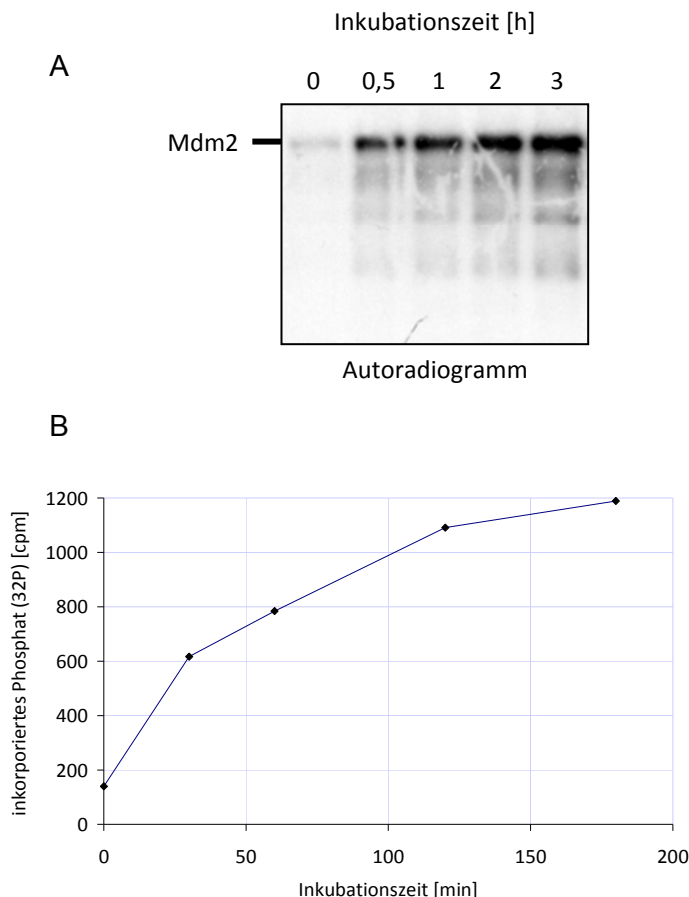 Inkubationszeit [h]
A
0 0,5 1 2 3
Mdm2
Autoradiogramm
B
1200
1000
800
600
400
200
0
inkorporiertes Phosphat (32P) [cpm]
0 50 100 150 200
Inkubationszeit [min]